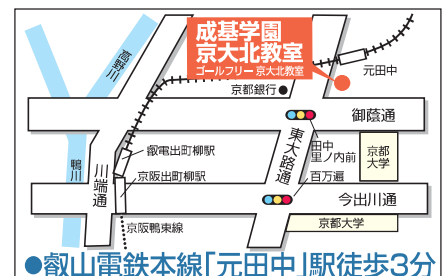 成基学園
京大北教室
ゴールフリー 京大北教室
高野川
元田中
京都銀行
御蔭通
田中
里ノ内前
京都
大学
叡電出町柳駅
東大路通
百万遍
鴨川
川端通
京阪出町柳駅
今出川通
京都大学
京阪鴨東線
●叡山電鉄本線「元田中」駅徒歩3分